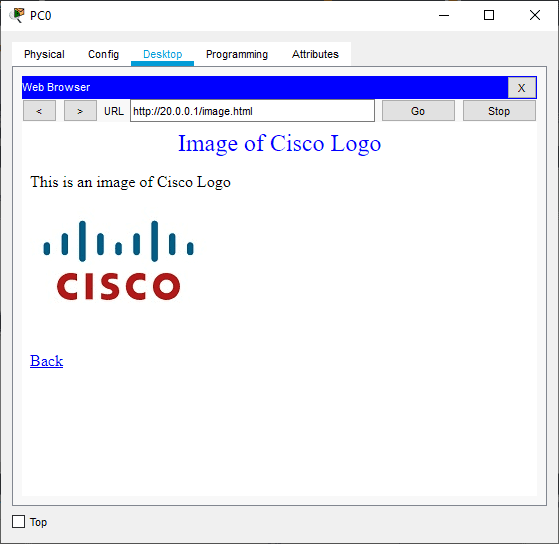 PC0
Physical Config Desktop Programming Attributes
Web Browser X
< > URL http://20.0.0.1/image.html Go Stop
Image of Cisco Logo
This is an image of Cisco Logo
CISCO
Back
Top